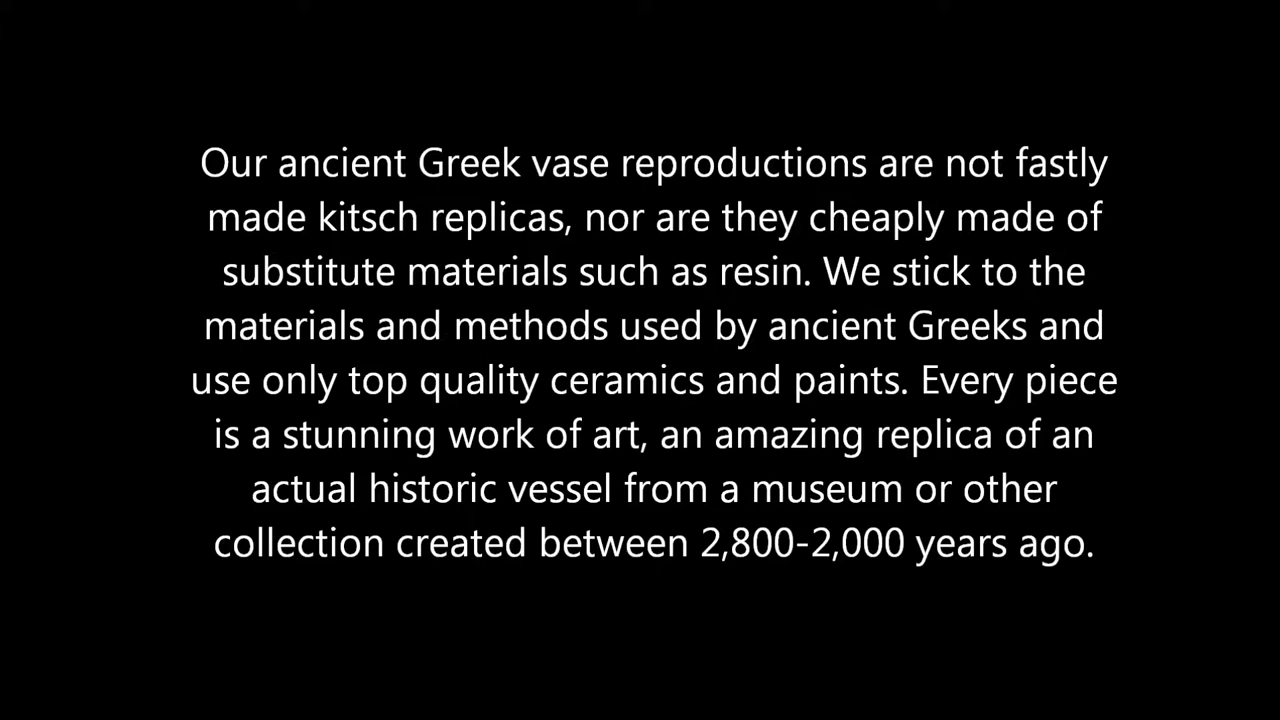 Our ancient Greek vase reproductions are not fastly
made kitsch replicas, nor are they cheaply made of
substitute materials such as resin. We stick to the
materials and methods used by ancient Greeks and
use only top quality ceramics and paints. Every piece
is a stunning work of art, an amazing replica of an
actual historic vessel from a museum or other
collection created between 2,800-2,000 years ago.